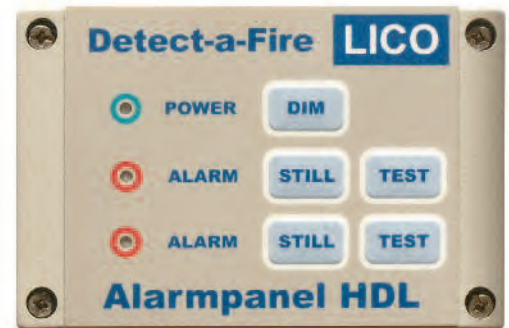 Detect-a-Fire LICO
POWER DIM
ALARM STILL TEST
ALARM STILL TEST
Alarmpanel HDL